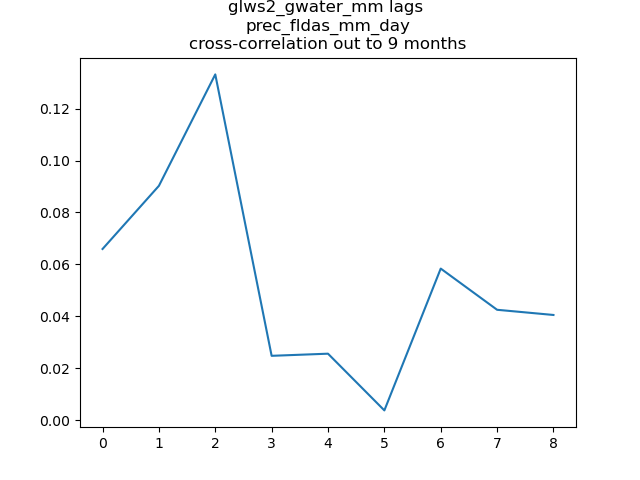 glws2_gwater_mm lags
prec_fldas_mm_day
cross-correlation out to 9 months
0.12
0.10
0.08
0.06
0.04
0.02
0.00
0 1 2 3 4 5 6 7 8